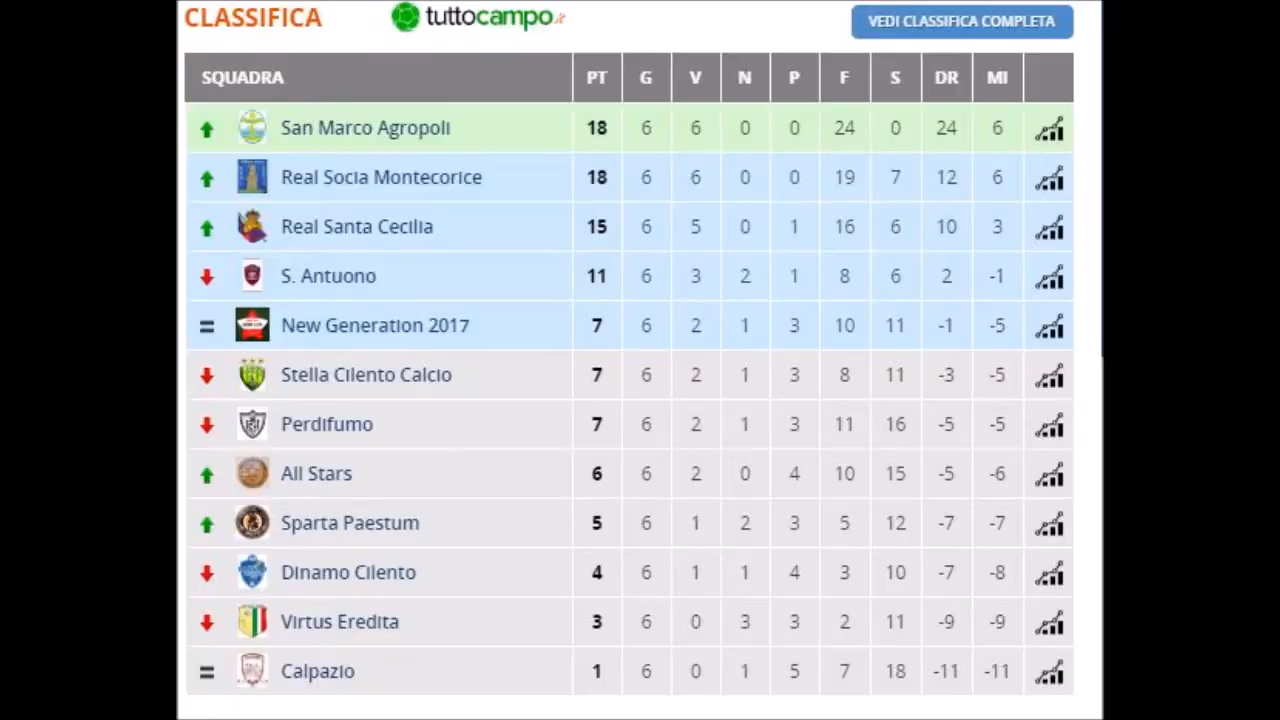 CLASSIFICA tuttocampo.it VEDI CLASSIFICA COMPLETA
SQUADRA PT G V N P F S DR MI
San Marco Agropoli 18 6 6 0 0 24 0 24 6
Real Socia Montecorice 18 6 6 0 0 19 7 12 6
Real Santa Cecilia 15 6 5 0 1 16 6 10 3
S. Antuono 11 6 3 2 1 8 6 2 -1
New Generation 2017 7 6 2 1 3 10 11 -1 -5
Stella Cilento Calcio 7 6 2 1 3 8 11 -3 -5
Perdifumo 7 6 2 1 3 11 16 -5 -5
All Stars 6 6 2 0 4 10 15 -5 -6
Sparta Paestum 5 6 1 2 3 5 12 -7 -7
Dinamo Cilento 4 6 1 1 4 3 10 -7 -8
Virtus Eredita 3 6 0 3 3 2 11 -9 -9
Calpazio 1 6 0 1 5 7 18 -11 -11